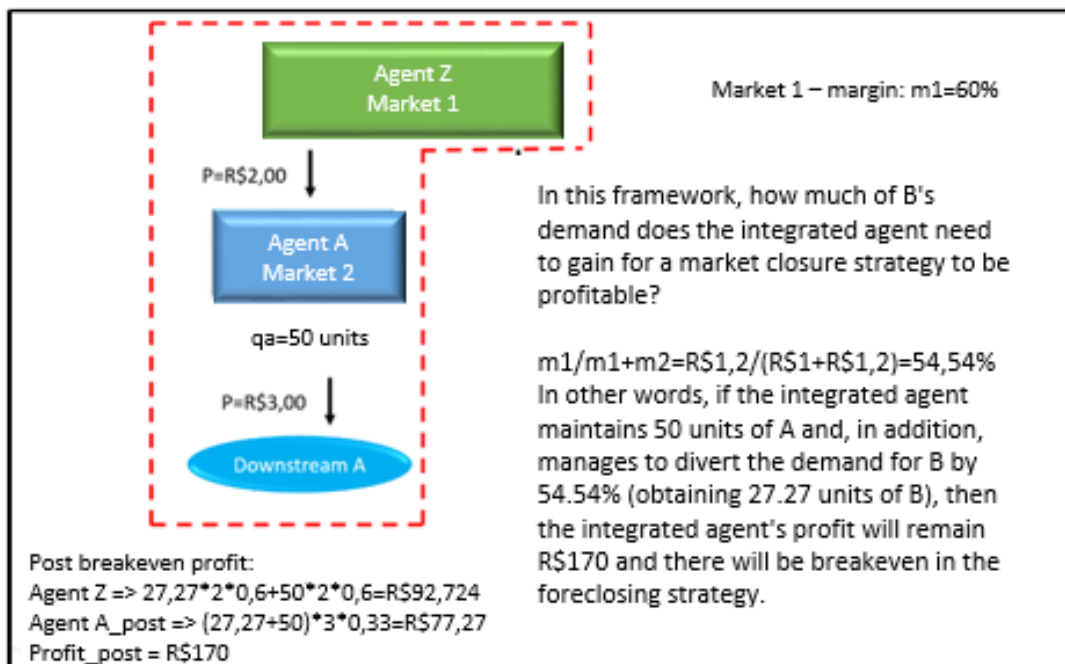 Agent Z
Market 1
Market 1 – margin: m1=60%
P=R$2,00
Agent A
Market 2
qa=50 units
P=R$3,00
Downstream A
In this framework, how much of B's
demand does the integrated agent need
to gain for a market closure strategy to be
profitable?
m1/m1+m2=R$1,2/(R$1+R$1,2)=54,54%
In other words, if the integrated agent
maintains 50 units of A and, in addition,
manages to divert the demand for B by
54.54% (obtaining 27.27 units of B), then
the integrated agent's profit will remain
R$170 and there will be breakeven in the
foreclosing strategy.
Post breakeven profit:
Agent Z => 27,27*2*0,6+50*2*0,6=R$92,724
Agent A_post => (27,27+50)*3*0,33=R$77,27
Profit_post = R$170